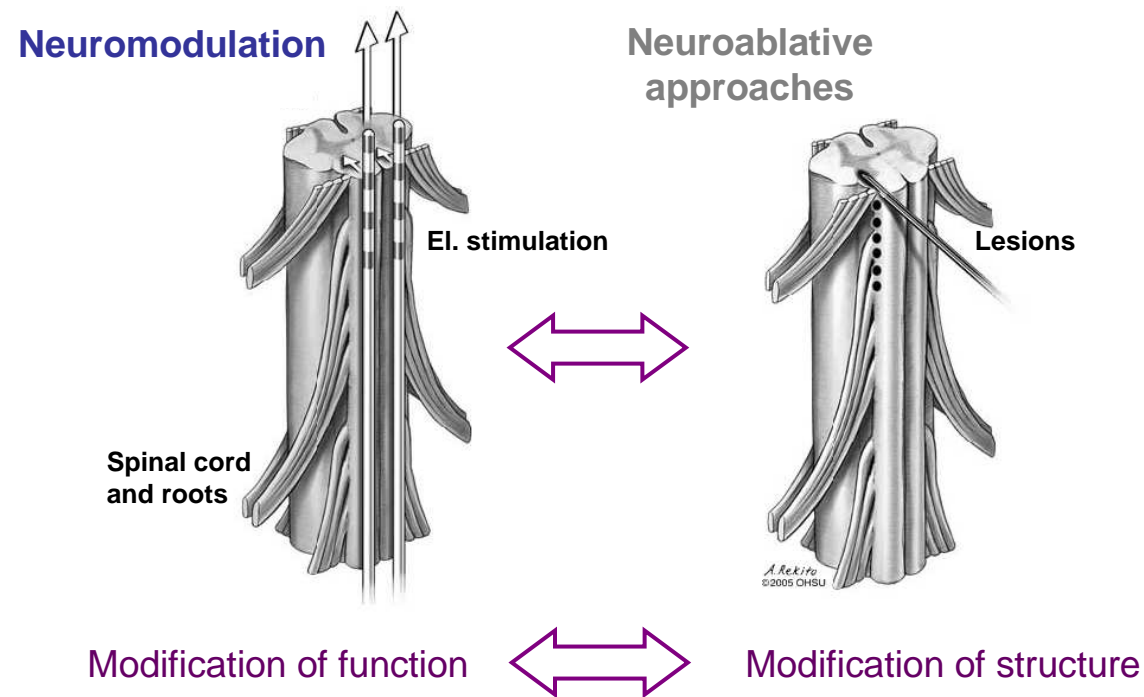 Neuromodulation
Neuroablative
approaches
El. stimulation
Lesions
Spinal cord
and roots
A. Rekito
©2005 OHSU
Modification of function
Modification of structure